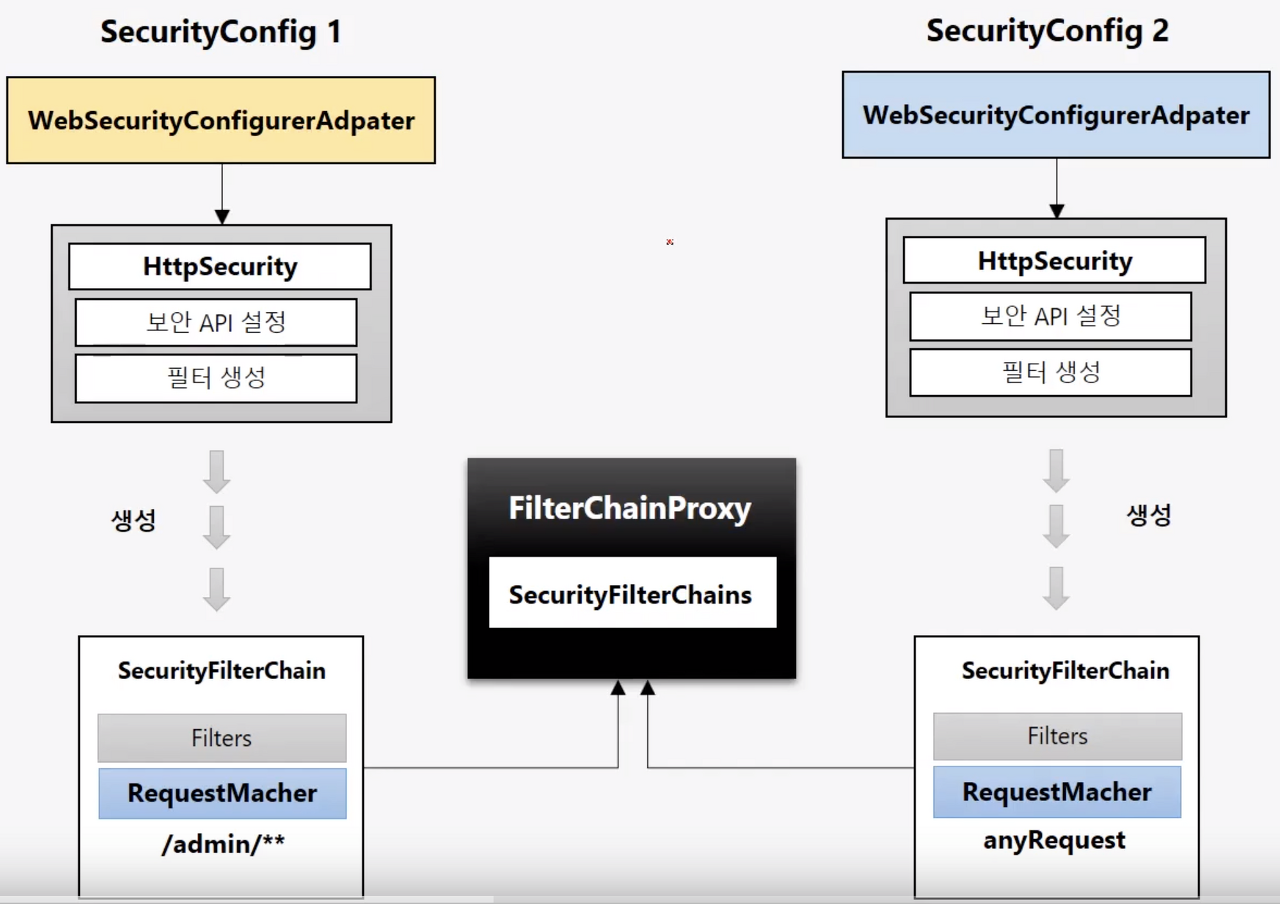 SecurityConfig 1
WebSecurityConfigurerAdpater
HttpSecurity
보안 API 설정
필터 생성
생성
SecurityFilterChain
Filters
RequestMacher
/admin/**
FilterChainProxy
SecurityFilterChains
SecurityConfig 2
WebSecurityConfigurerAdpater
HttpSecurity
보안 API 설정
필터 생성
생성
SecurityFilterChain
Filters
RequestMacher
anyRequest